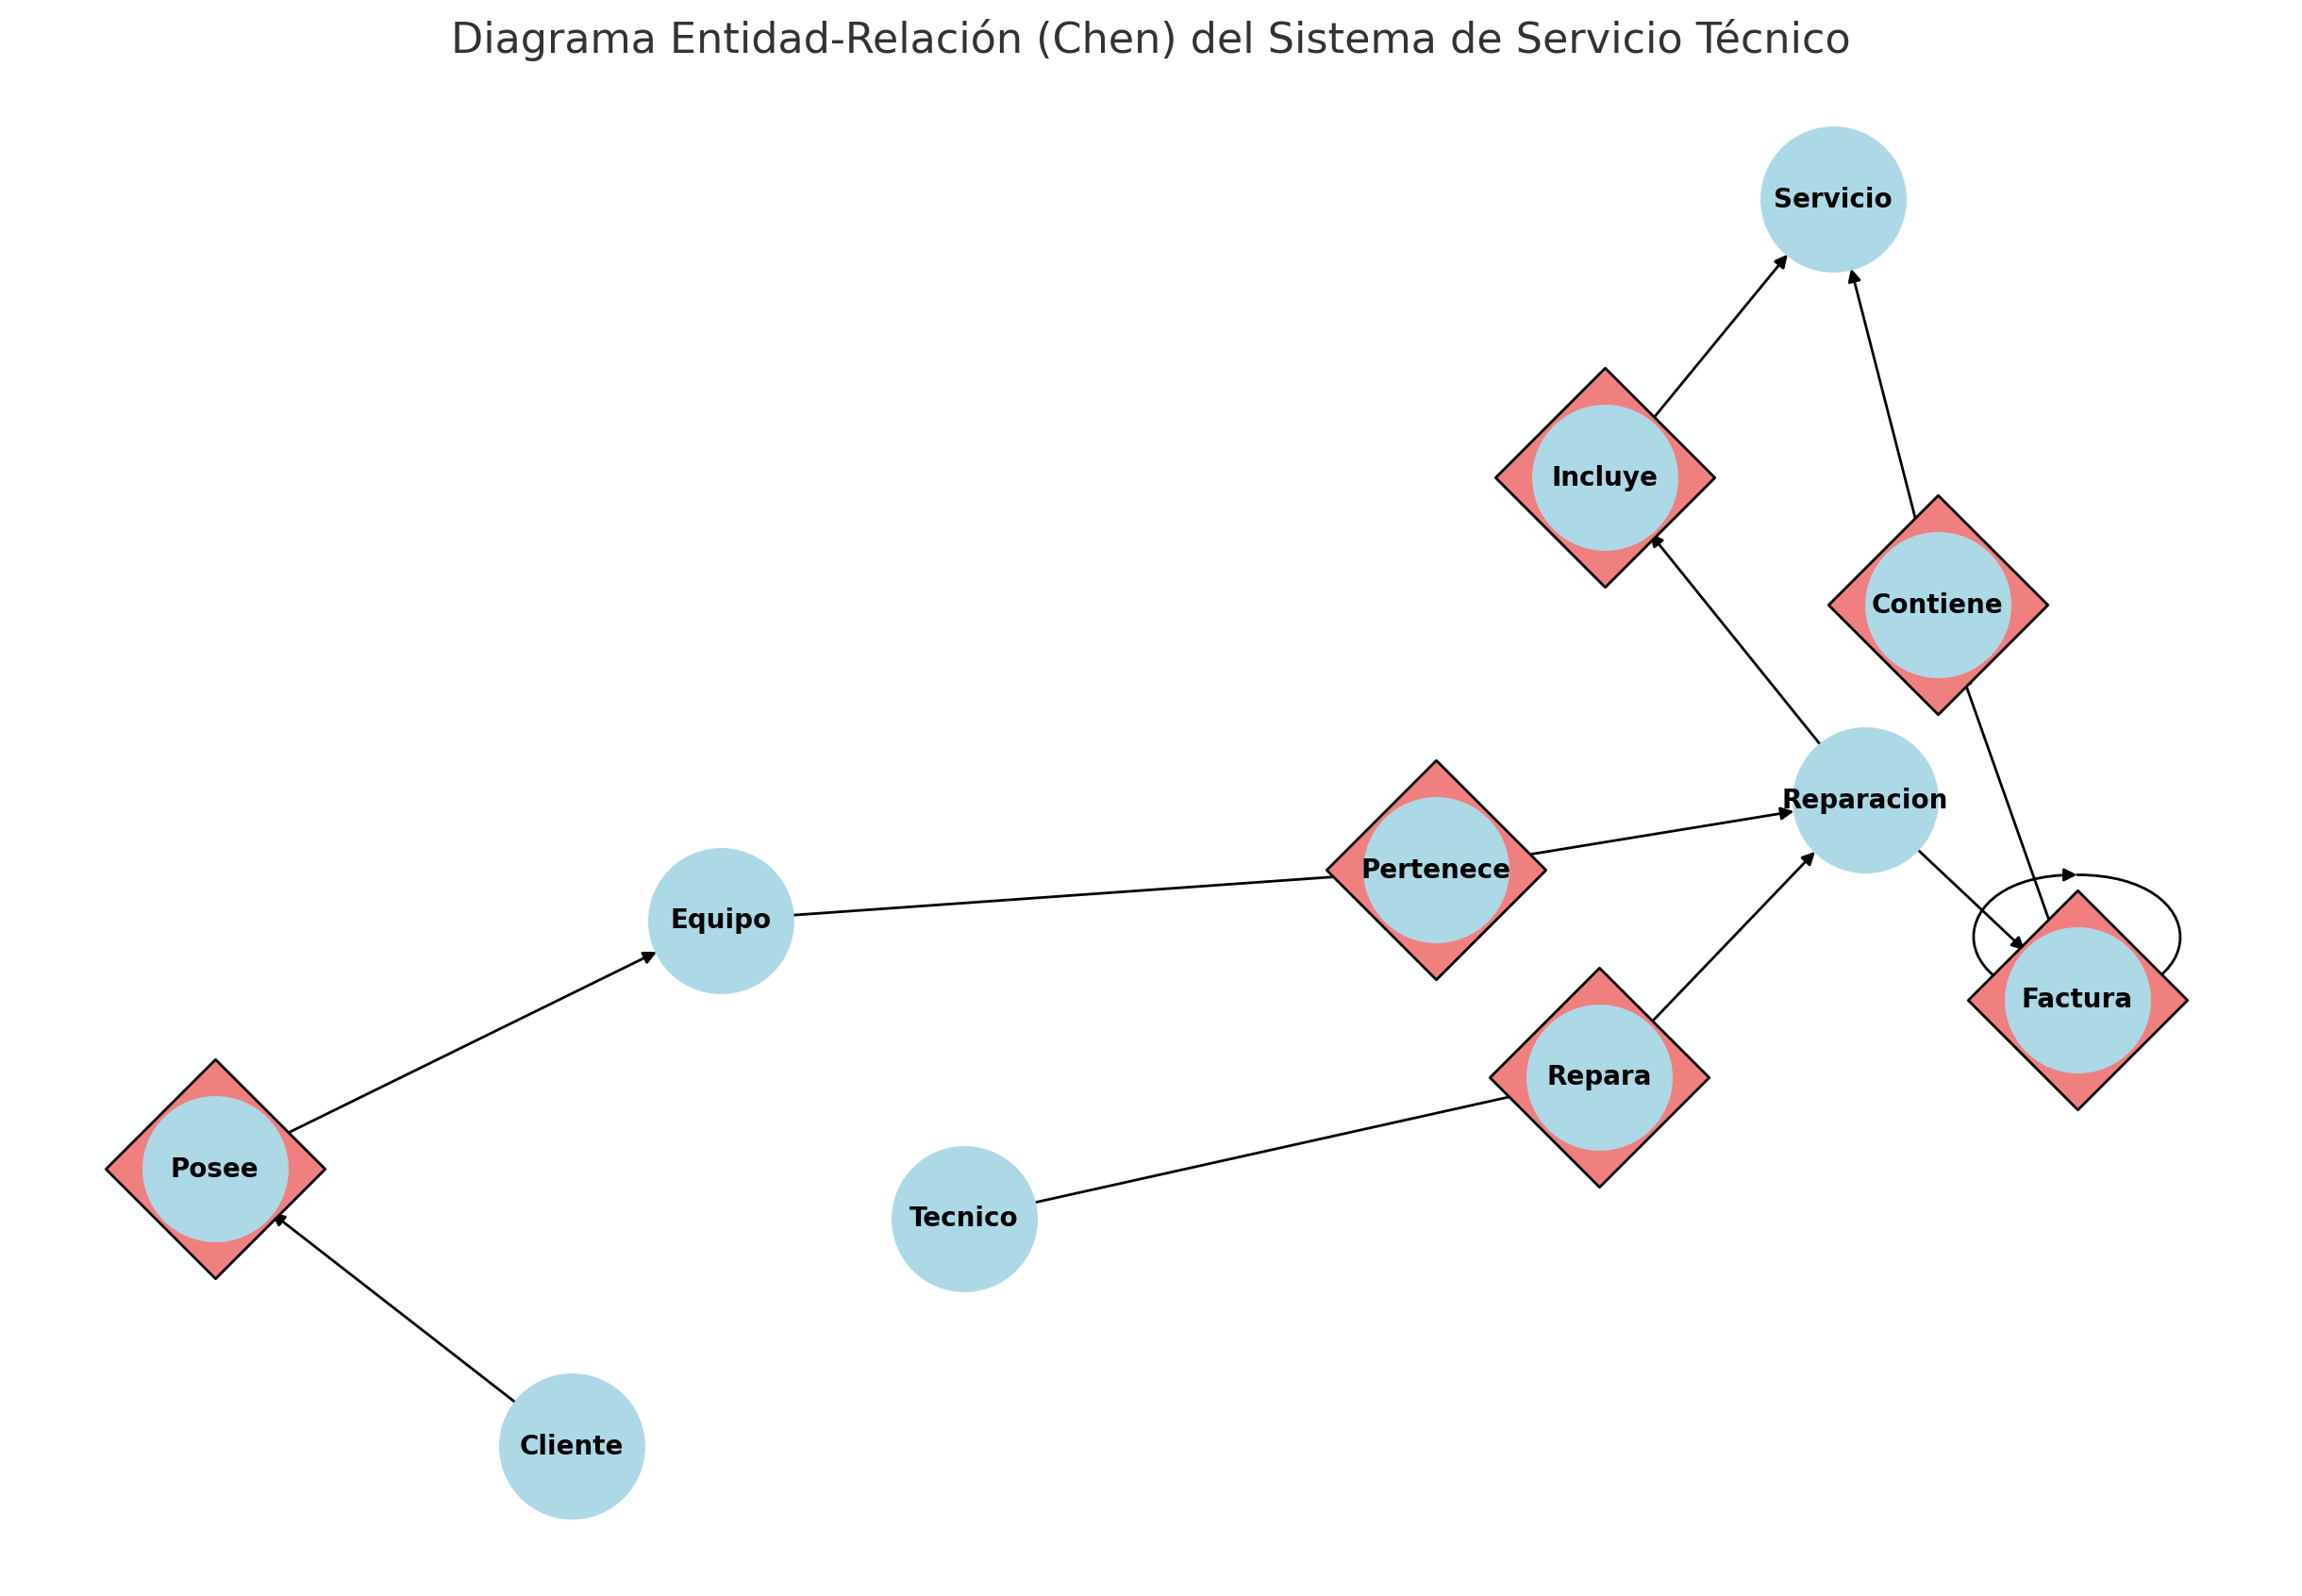 Diagrama Entidad-Relación (Chen) del Sistema de Servicio Técnico
Servicio
Incluye
Contiene
Reparacion
Pertenece
Equipo
Factura
Repara
Posee
Tecnico
Cliente